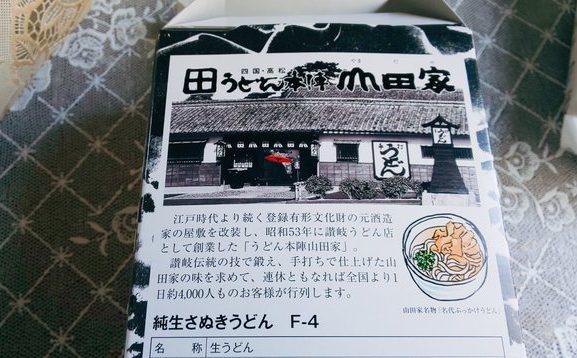 四国・高松
田うどん本陣山田家
やま だ や
うどん
うどん
江戸時代より続く登録有形文化財の元酒造
家の屋敷を改装し、昭和53年に讃岐うどん店
として創業した「うどん本陣山田家」。
讃岐伝統の技で鍛え、手打ちで仕上げた山
田家の味を求めて、連休ともなれば全国より1
日約4,000人ものお客様が行列します。
山田家名物「名代ぶっかけうどん」
純生さぬきうどん F-4
名 称 生うどん